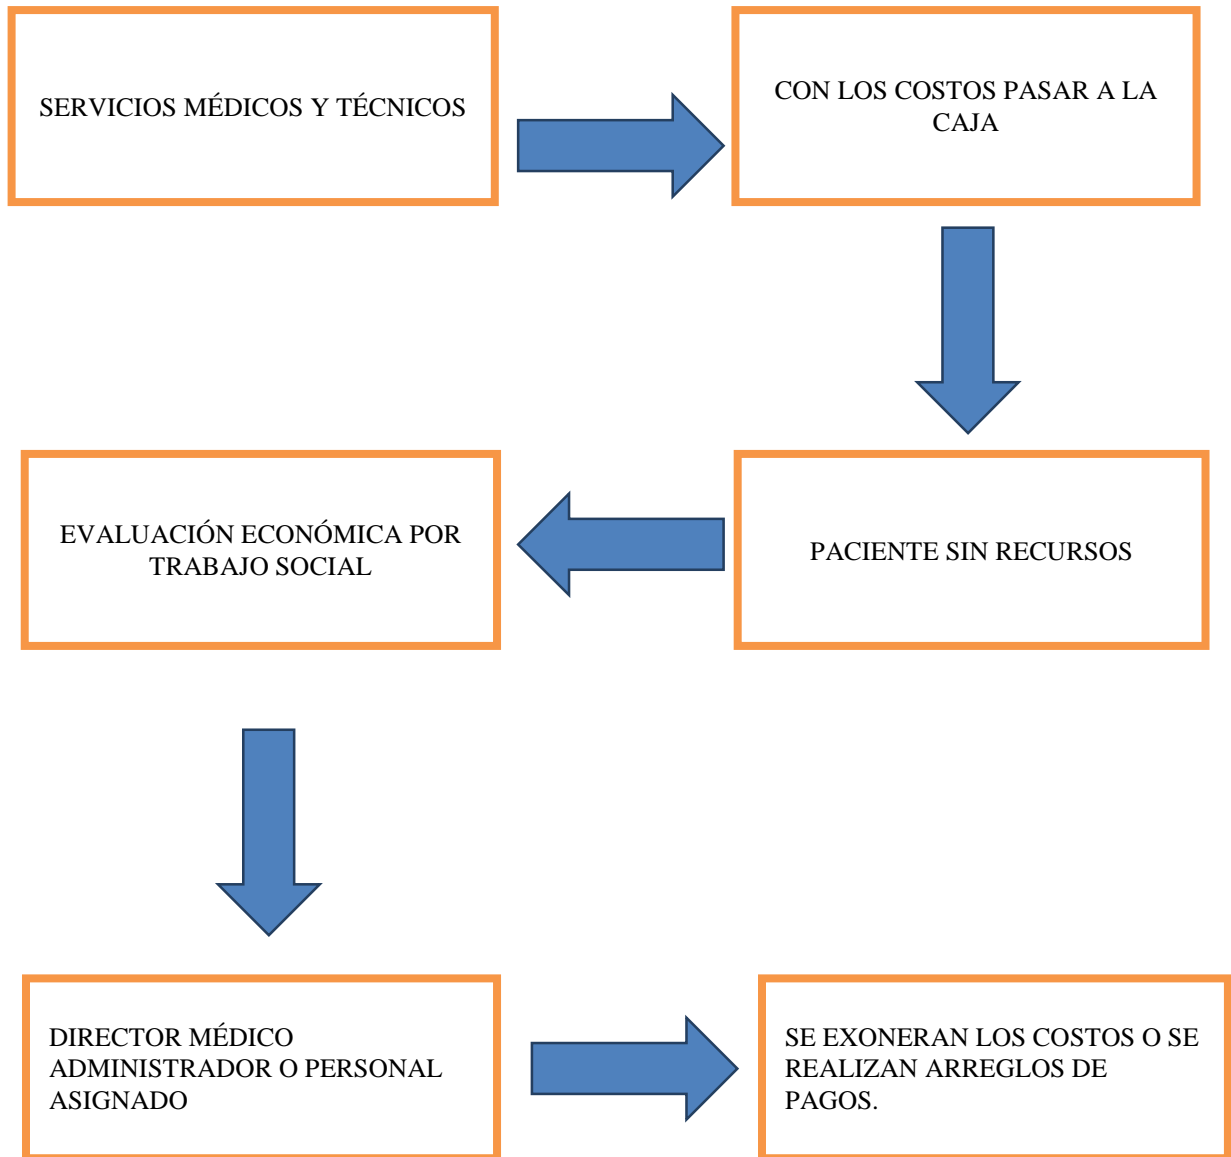 SERVICIOS MÉDICOS Y TÉCNICOS
CON LOS COSTOS PASAR A LA
CAJA
PACIENTE SIN RECURSOS
EVALUACIÓN ECONÓMICA POR
TRABAJO SOCIAL
DIRECTOR MÉDICO
ADMINISTRADOR O PERSONAL
ASIGNADO
SE EXONERAN LOS COSTOS O SE
REALIZAN ARREGLOS DE
PAGOS.